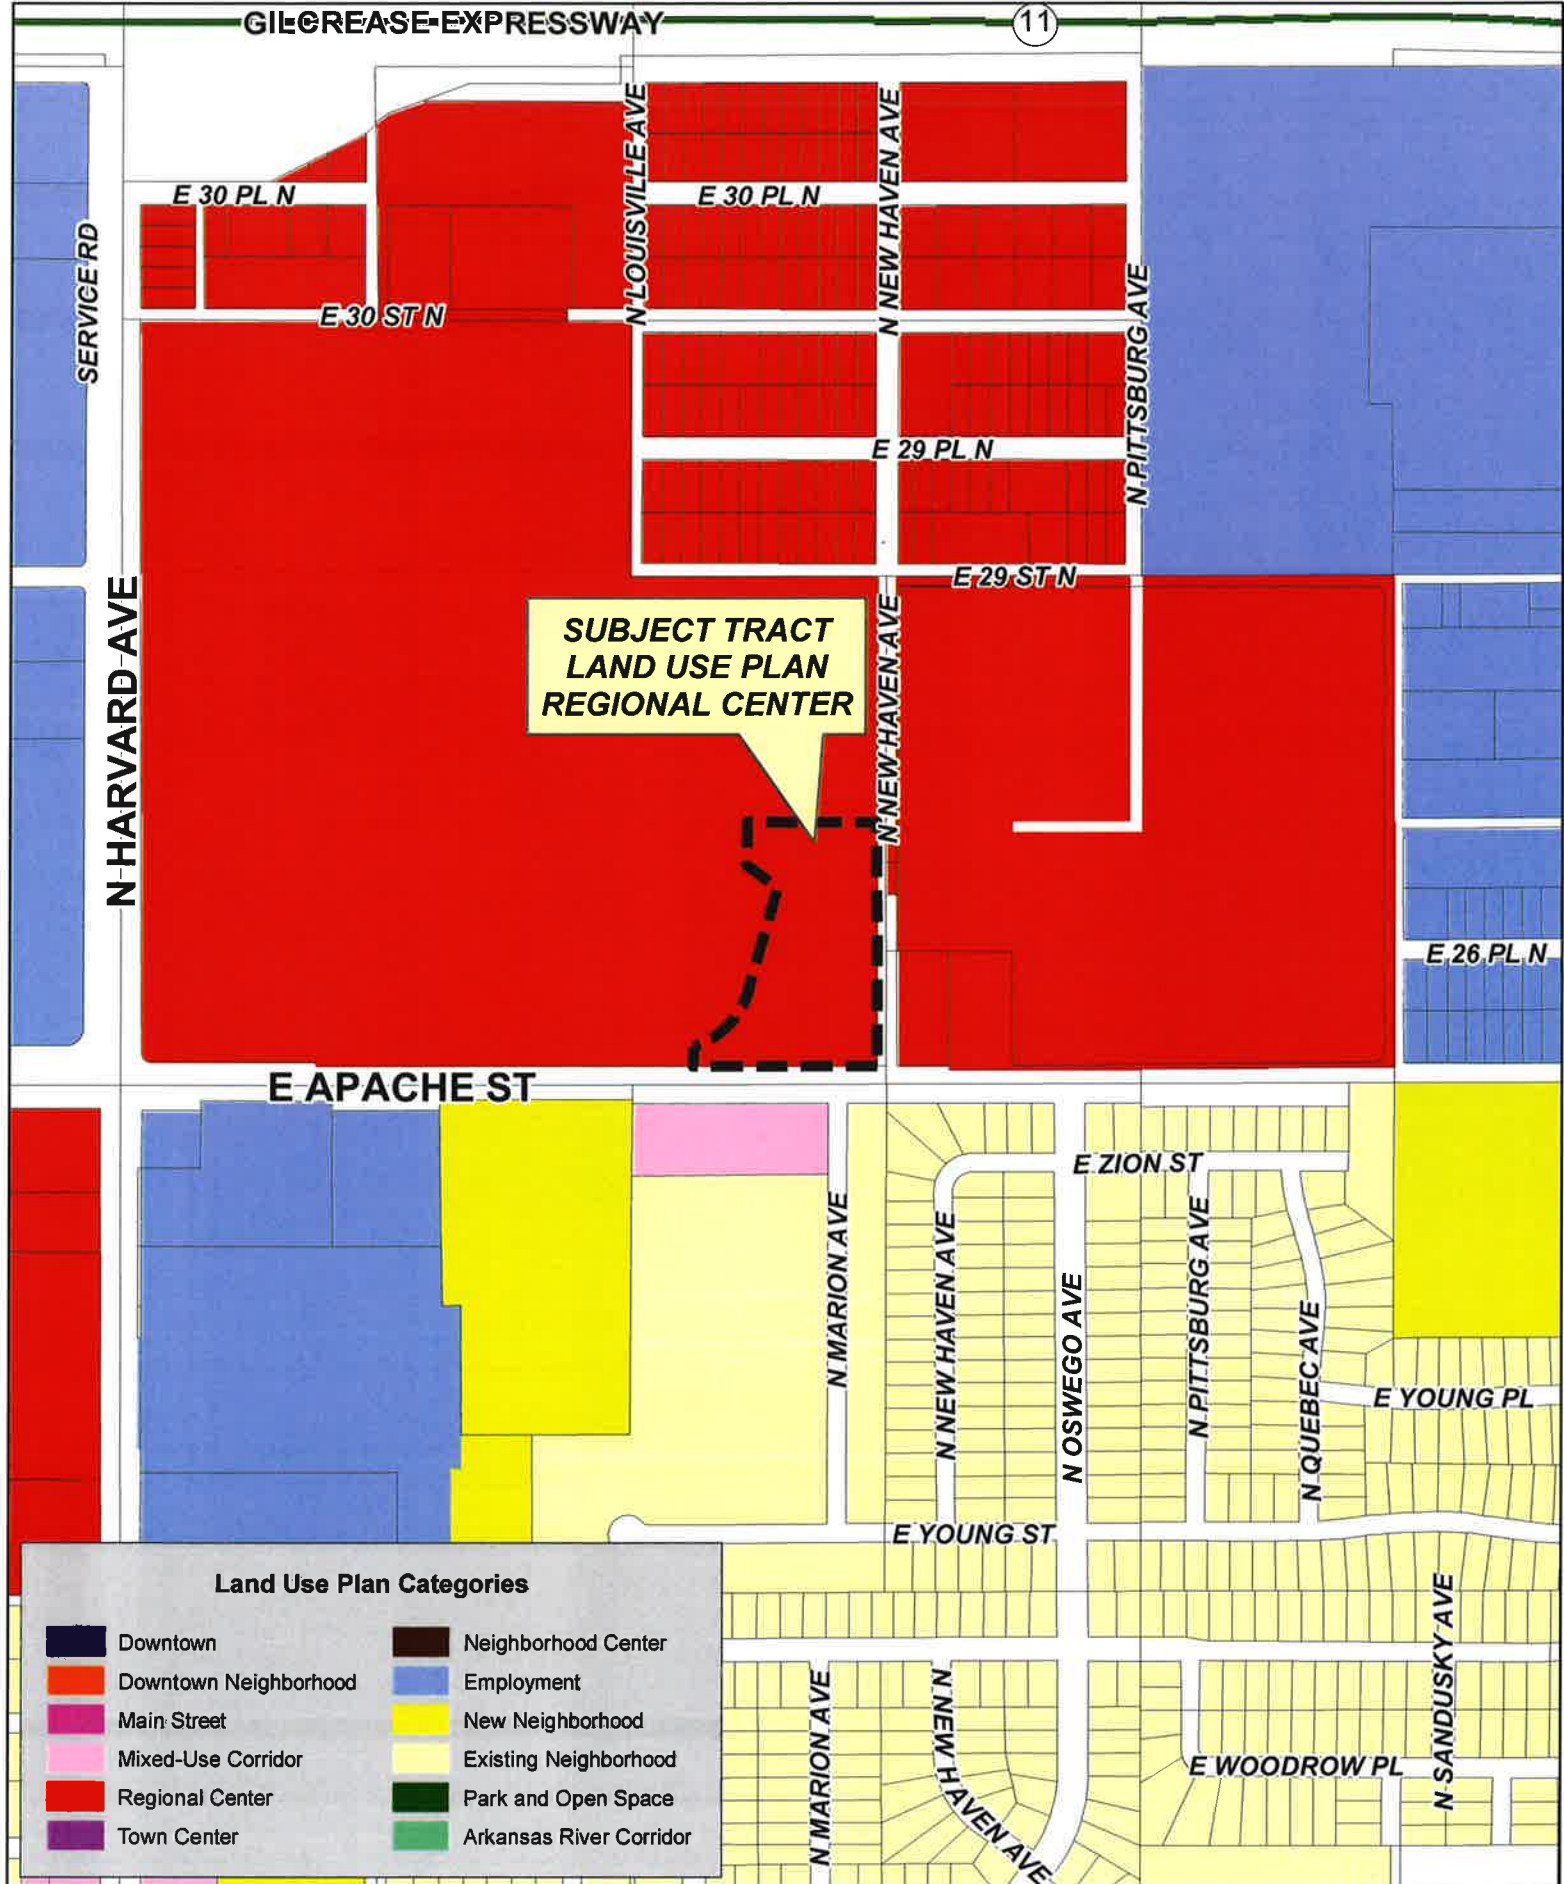 GILCREASE EXPRESSWAY
11
N LOUISVILLE AVE
N NEW HAVEN AVE
E 30 PL N
E 30 PL N
SERVICE RD
E 30 ST N
N PITTSBURG AVE
E 29 PL N
E 29 ST N
N HARVARD AVE
SUBJECT TRACT
LAND USE PLAN
REGIONAL CENTER
N NEW HAVEN AVE
E 26 PL N
E APACHE ST
E ZION ST
N MARION AVE
N NEW HAVEN AVE
N OSWEGO AVE
N PITTSBURG AVE
N QUEBEC AVE
E YOUNG PL
E YOUNG ST
N SANDUSKY AVE
N MARION AVE
N NEW HAVEN AVE
E WOODROW PL
Land Use Plan Categories
Downtown
Downtown Neighborhood
Main Street
Mixed-Use Corridor
Regional Center
Town Center
Neighborhood Center
Employment
New Neighborhood
Existing Neighborhood
Park and Open Space
Arkansas River Corridor